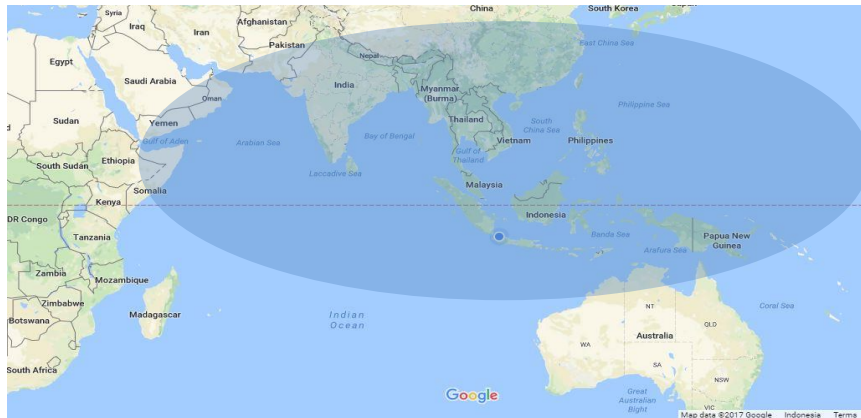 Syria
China
South Korea
Afghanistan
Iraq
Iran
Pakistan
East China Sea
Egypt
Nepal
Saudi Arabia
India
Myanmar
(Burma)
Oman
Philippine Sea
Sudan
Yemen
Thailand
South
China Sea
Gulf of Aden
Arabian Sea
Bay of Bengal
Vietnam
Philippines
Gulf of
Thailand
Ethiopia
South Sudan
Laccadive Sea
Malaysia
Somalia
Kenya
DR Congo
Indonesia
Tanzania
Banda Sea
Papua New
Guinea
Arafura Sea
Zambia
Mozambique
Zimbabwe
Madagascar
Indian
Ocean
NT
Coral Sea
Botswana
QLD
Australia
WA
SA
South Africa
NSW
Google
Great
Australian
Bight
VIC
Map data ©2017 Google Indonesia Terms